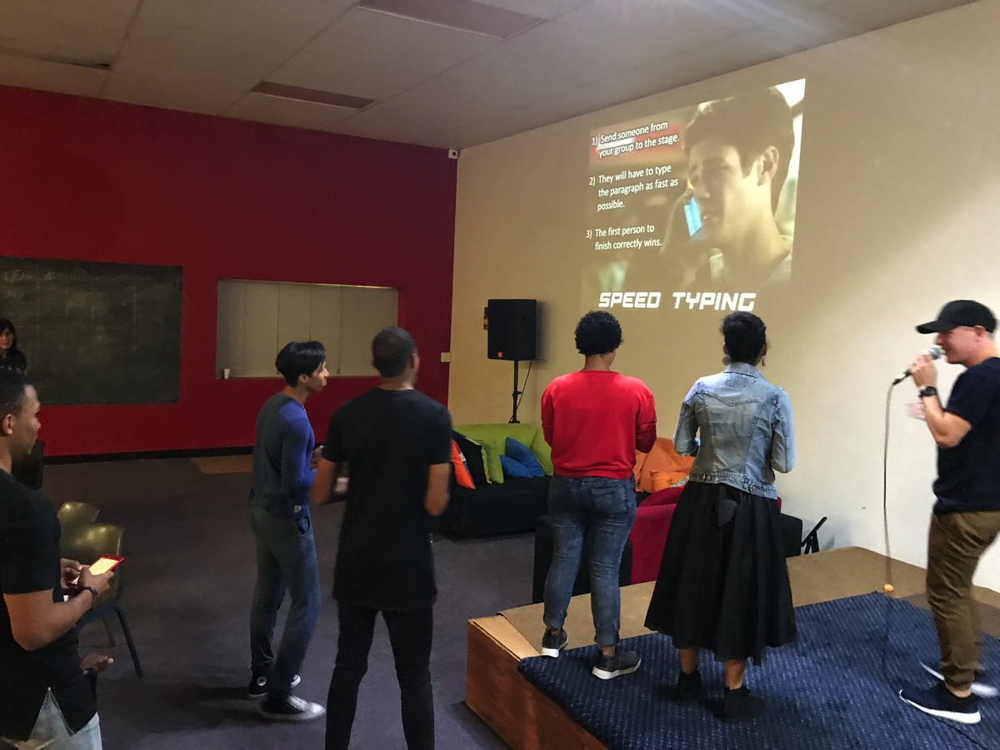 1) Send someone from
your group to the stage.
2) They will have to type
the paragraph as fast as
possible.
3) The first person to
finish correctly wins.
SPEED TYPING